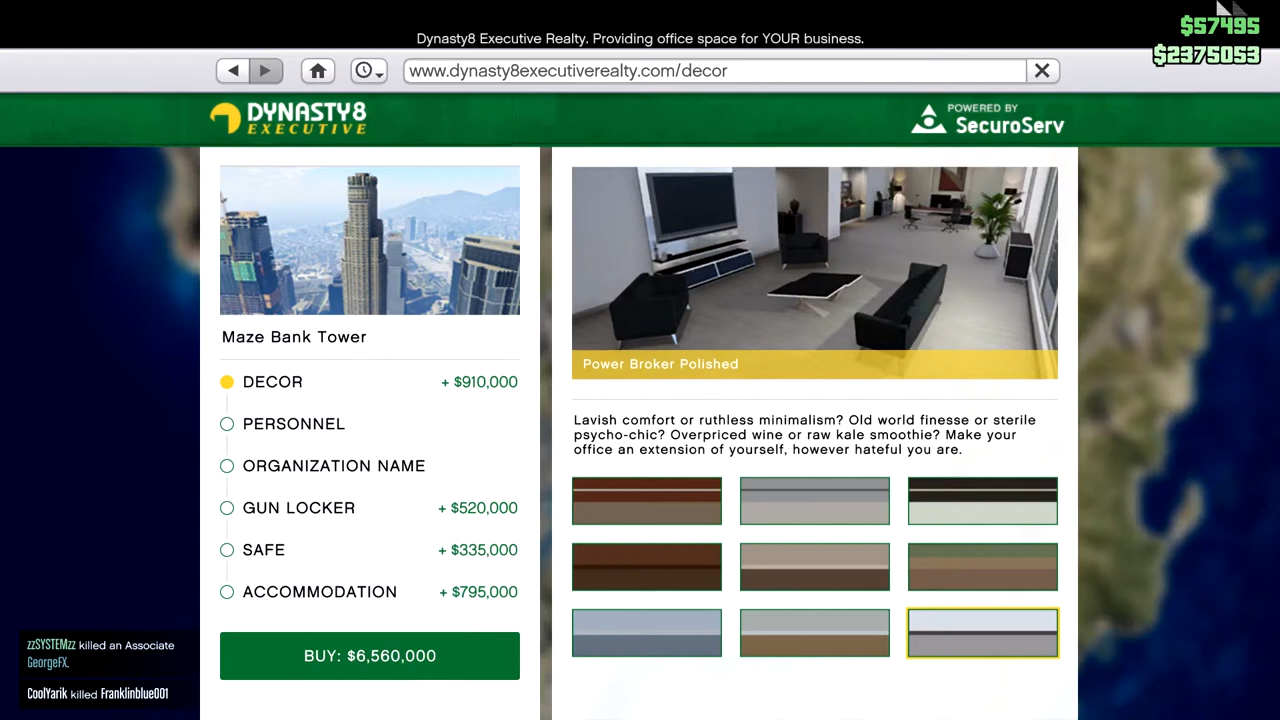 $57495
$2375053
Dynasty8 Executive Realty. Providing office space for YOUR business.
www.dynasty8executiverealty.com/decor
DYNASTY8
EXECUTIVE
POWERED BY
SecuroServ
Maze Bank Tower
DECOR + $910,000
PERSONNEL
ORGANIZATION NAME
GUN LOCKER + $520,000
SAFE + $335,000
ACCOMMODATION + $795,000
BUY: $6,560,000
Power Broker Polished
Lavish comfort or ruthless minimalism? Old world finesse or sterile
psycho-chic? Overpriced wine or raw kale smoothie? Make your
office an extension of yourself, however hateful you are.
zzSYSTEMzz killed an Associate
GeorgeFX.
CoolYarik killed Franklinblue001